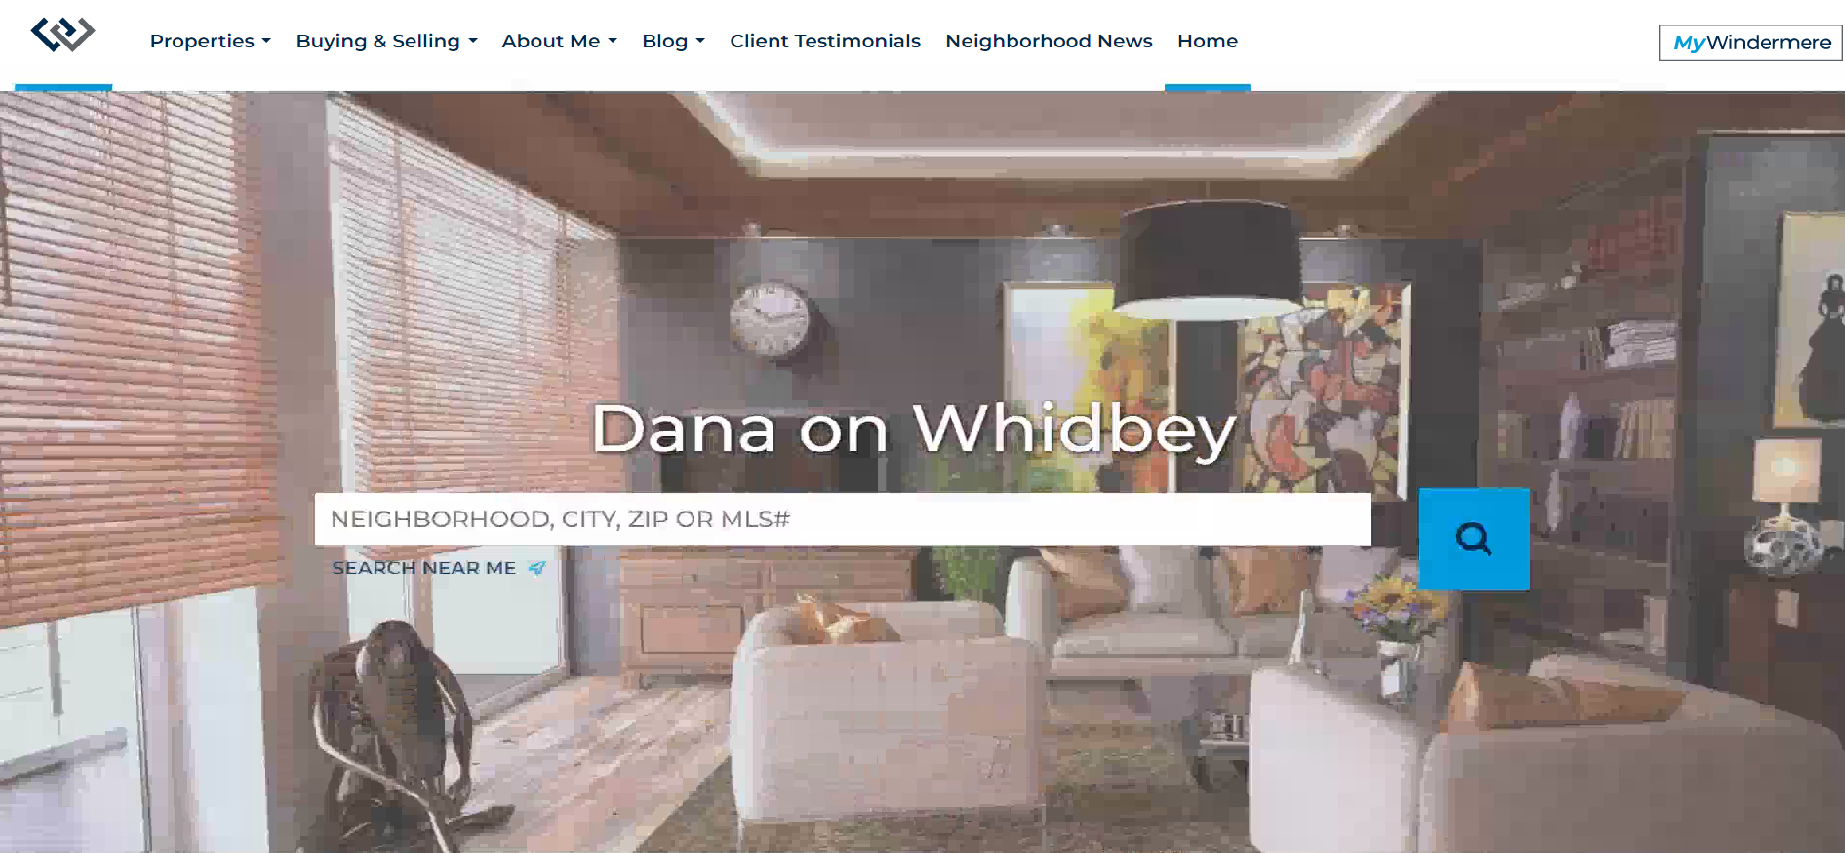 Properties Buying & Selling About Me Blog Client Testimonials Neighborhood News Home MyWindermere
Dana on Whidbey
NEIGHBORHOOD, CITY, ZIP OR MLS#
SEARCH NEAR ME